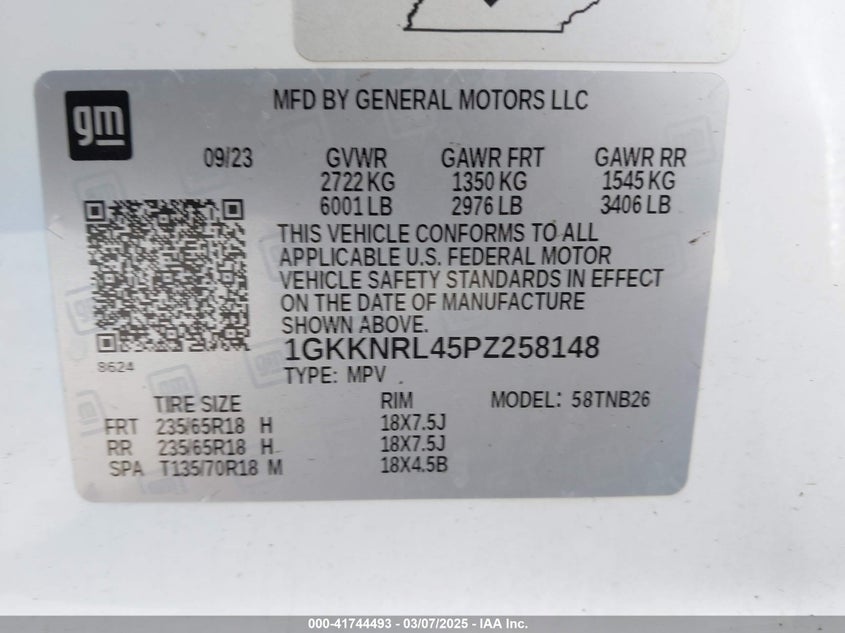 gm
MFD BY GENERAL MOTORS LLC
09/23 GVWR GAWR FRT GAWR RR
2722 KG 1350 KG 1545 KG
6001 LB 2976 LB 3406 LB
THIS VEHICLE CONFORMS TO ALL
APPLICABLE U.S. FEDERAL MOTOR
VEHICLE SAFETY STANDARDS IN EFFECT
ON THE DATE OF MANUFACTURE
SHOWN ABOVE.
1GKKNRL45PZ258148
8624
TYPE: MPV
TIRE SIZE RIM MODEL: 58TNB26
FRT 235/65R18 H 18X7.5J
RR 235/65R18 H 18X7.5J
SPA T135/70R18 M 18X4.5B
000-41744493 - 03/07/2025 - IAA Inc.